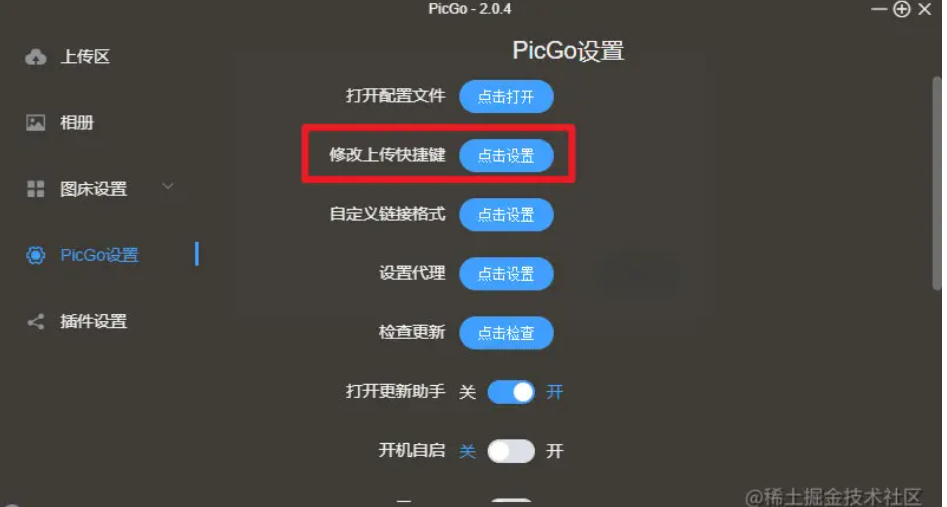 PicGo - 2.0.4
上传区
相册
图床设置
PicGo设置
插件设置
PicGo设置
打开配置文件 点击打开
修改上传快捷键 点击设置
自定义链接格式 点击设置
设置代理 点击设置
检查更新 点击检查
打开更新助手 关 开
开机自启 关 开
@稀土掘金技术社区